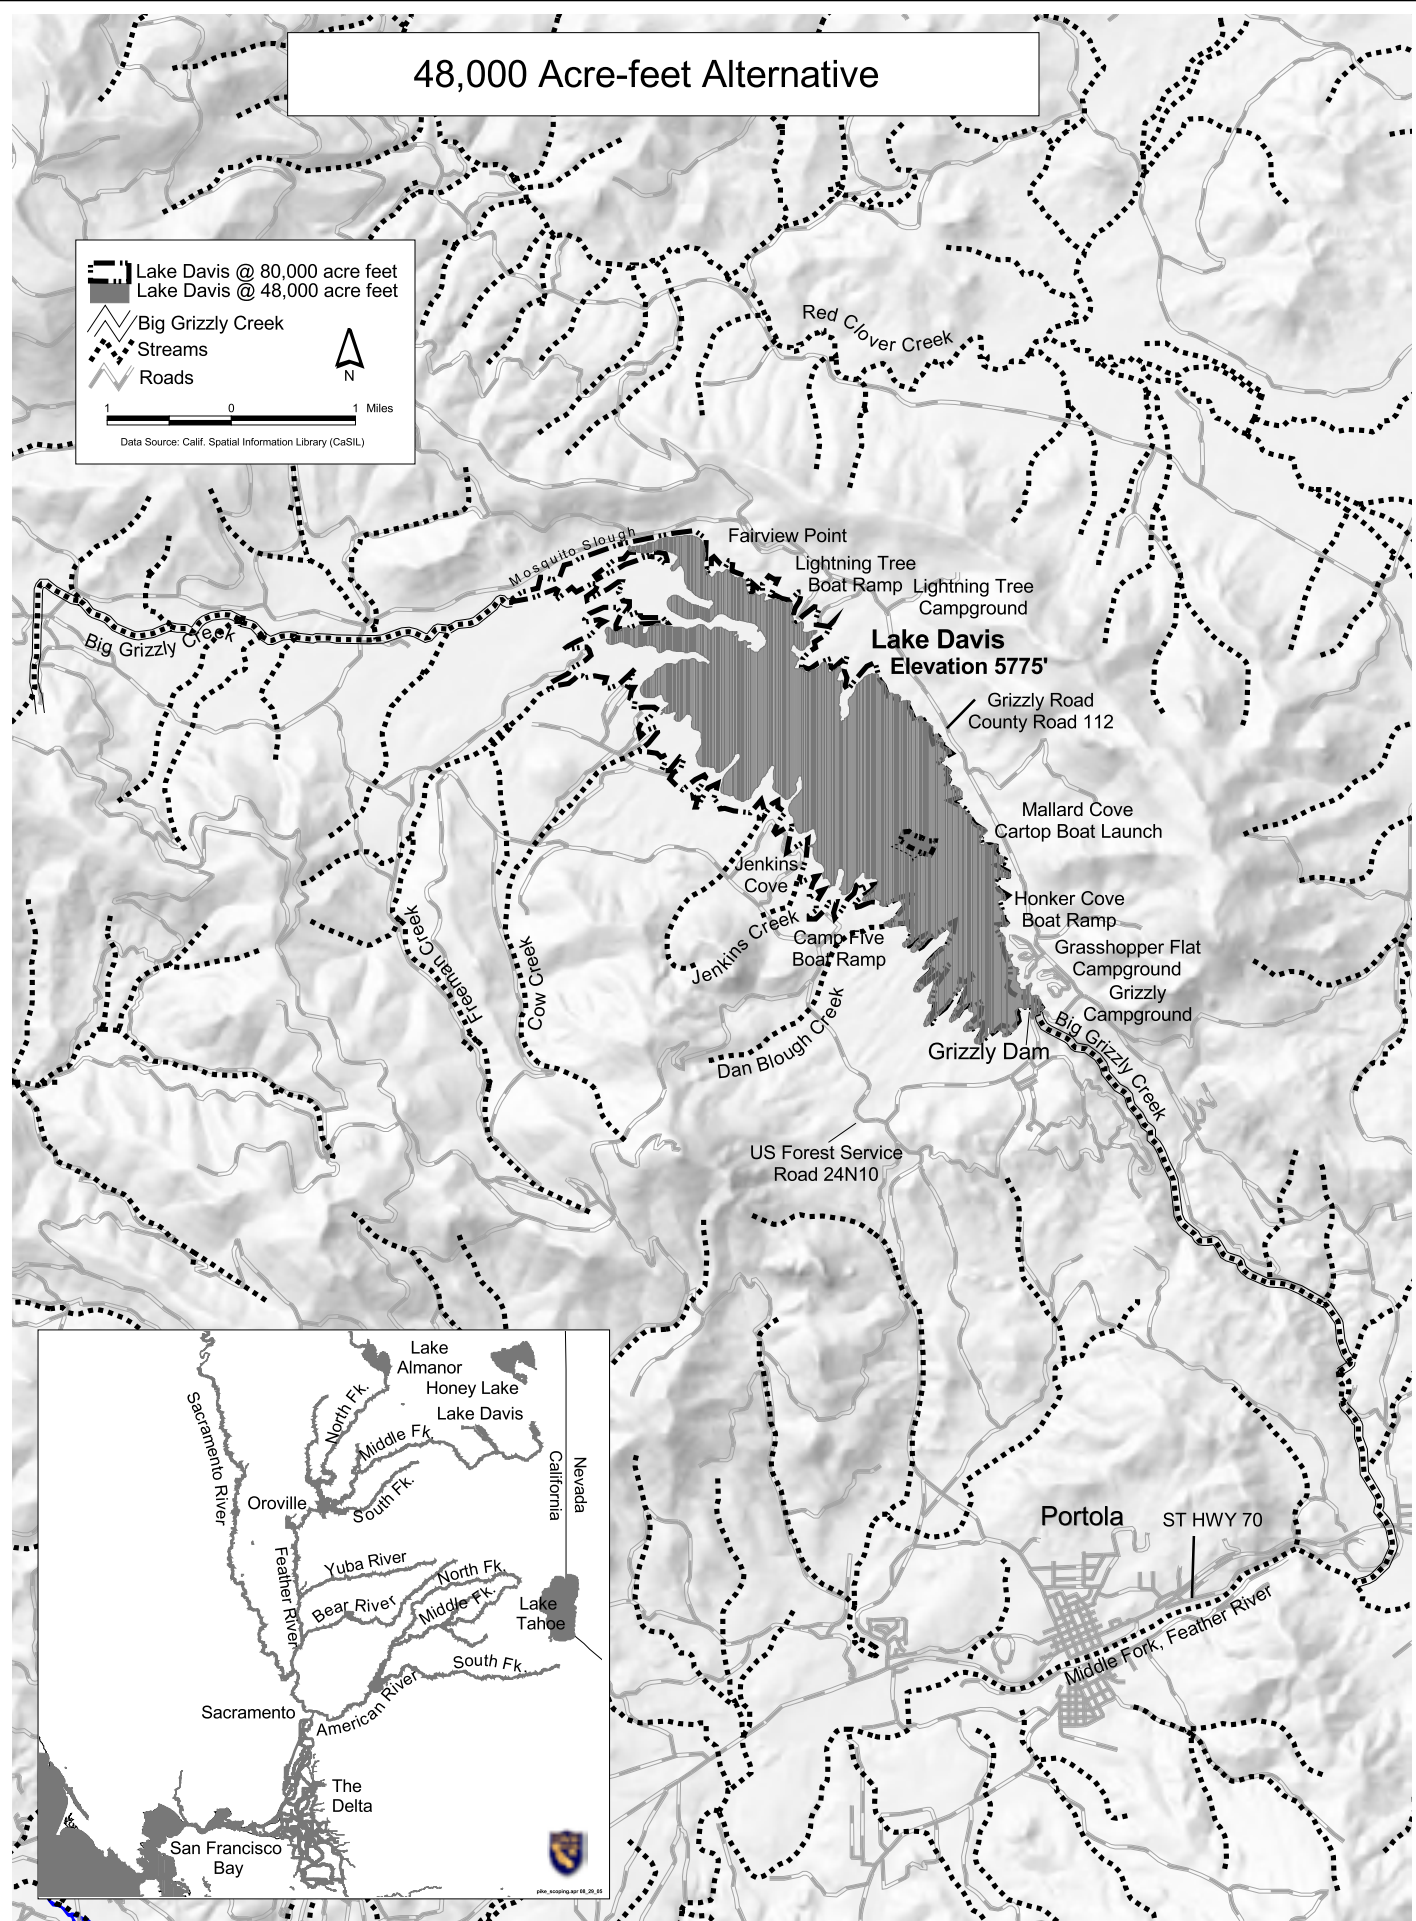 48,000 Acre-feet Alternative
Lake Davis @ 80,000 acre feet
Lake Davis @ 48,000 acre feet
Big Grizzly Creek
Streams
Roads
N
1 0 1 Miles
Data Source: Calif. Spatial Information Library (CaSIL)
Red Clover Creek
Mosquito Slough
Fairview Point
Lightning Tree
Boat Ramp
Lightning Tree
Campground
Big Grizzly Creek
Lake Davis
Elevation 5775'
Grizzly Road
County Road 112
Mallard Cove
Cartop Boat Launch
Jenkins
Cove
Honker Cove
Boat Ramp
Jenkins Creek
Camp Five
Boat Ramp
Freeman Creek
Cow Creek
Grasshopper Flat
Campground
Grizzly
Campground
Dan Blough Creek
Grizzly Dam
Big Grizzly Creek
US Forest Service
Road 24N10
Portola
ST HWY 70
Middle Fork, Feather River
Lake
Almanor
Honey Lake
Lake Davis
North Fk.
Middle Fk.
South Fk.
Sacramento River
Nevada
California
Oroville
Feather River
Yuba River
Bear River
North Fk.
Middle Fk.
Lake
Tahoe
South Fk.
American River
Sacramento
The
Delta
San Francisco
Bay
pike_scoping.apr 08_29_05